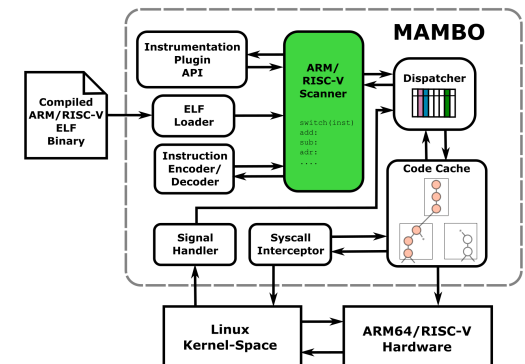 MAMBO
Instrumentation
Plugin
API
ARM/
RISC-V
Scanner
switch(inst)
add:
sub:
adr:
....
Dispatcher
Compiled
ARM/RISC-V
ELF
Binary
ELF
Loader
Instruction
Encoder/
Decoder
Code Cache
Signal
Handler
Syscall
Interceptor
Linux
Kernel-Space
ARM64/RISC-V
Hardware